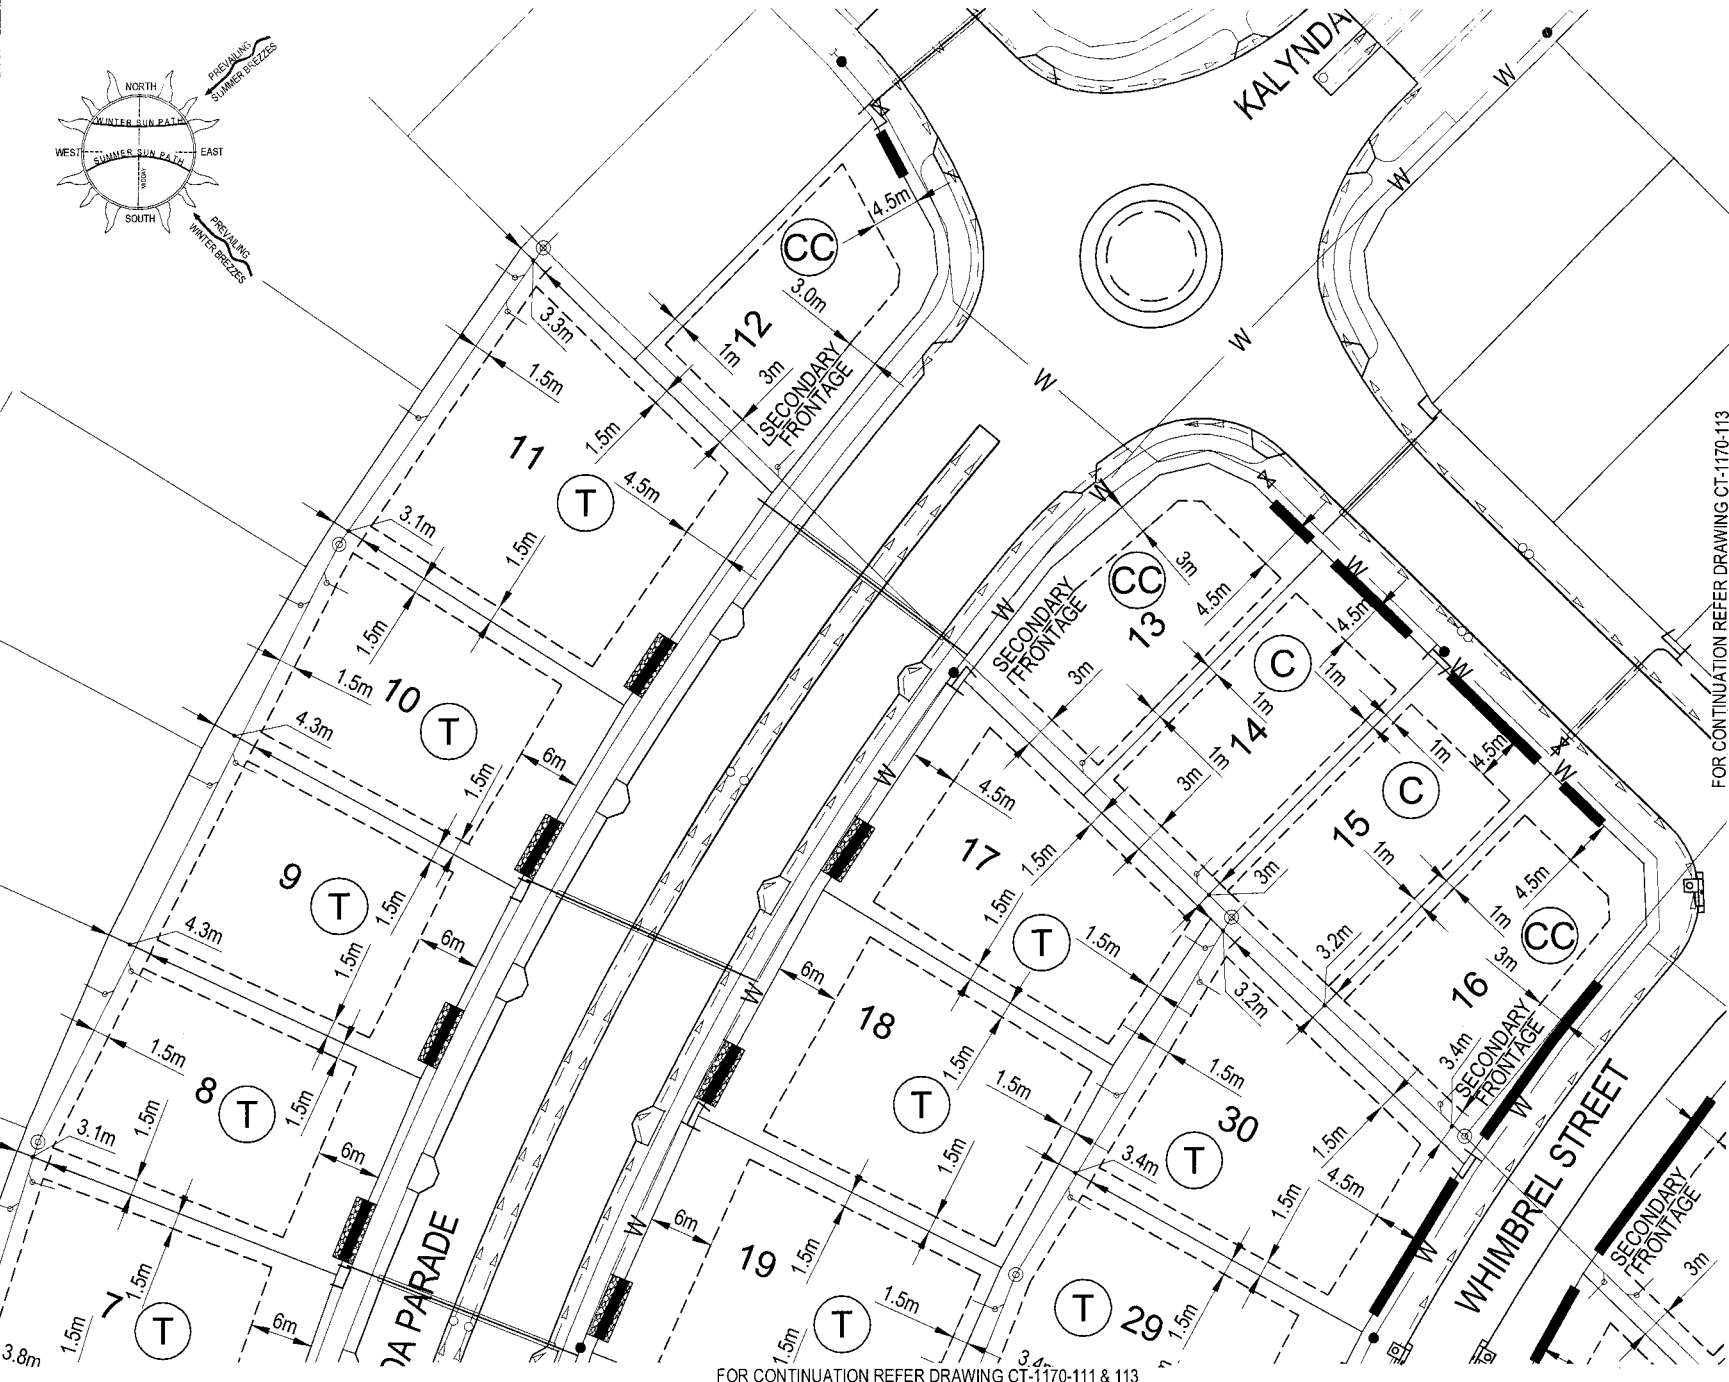 PREVAILING
SUMMER BREZZES
NORTH
WINTER SUN PATH
WEST
SUMMER SUN PATH
EAST
MIDDAY
SOUTH
PREVAILING
WINTER BREZZES
KALYNDA
W
W
W
W
4.5m
CC
3.0m
12
1m
3m
SECONDARY
FRONTAGE
3.3m
1.5m
11
1.5m
T
4.5m
3.1m
1.5m
1.5m
1.5m
10
T
4.3m
6m
1.5m
9
T
1.5m
4.3m
6m
1.5m
1.5m
8
T
1.5m
1.5m
3.1m
6m
7
1.5m
T
1.5m
6m
3.8m
DA PARADE
W
3m
CC
4.5m
SECONDARY
FRONTAGE
13
3m
W
W
4.5m
C
1m
1m
14
1m
3m
W
1m
4.5m
C
15
1m
W
3m
4.5m
1m
CC
3m
16
3.2m
3.4m
SECONDARY
FRONTAGE
W
W
4.5m
17
1.5m
1.5m
T
1.5m
3.2m
6m
W
18
1.5m
T
1.5m
1.5m
1.5m
30
T
3.4m
1.5m
4.5m
1.5m
W
W
6m
19
1.5m
1.5m
T
1.5m
T
29
1.5m
WHIMBREL STREET
SECONDARY
FRONTAGE
3m
FOR CONTINUATION REFER DRAWING CT-1170-113
FOR CONTINUATION REFER DRAWING CT-1170-111 & 113